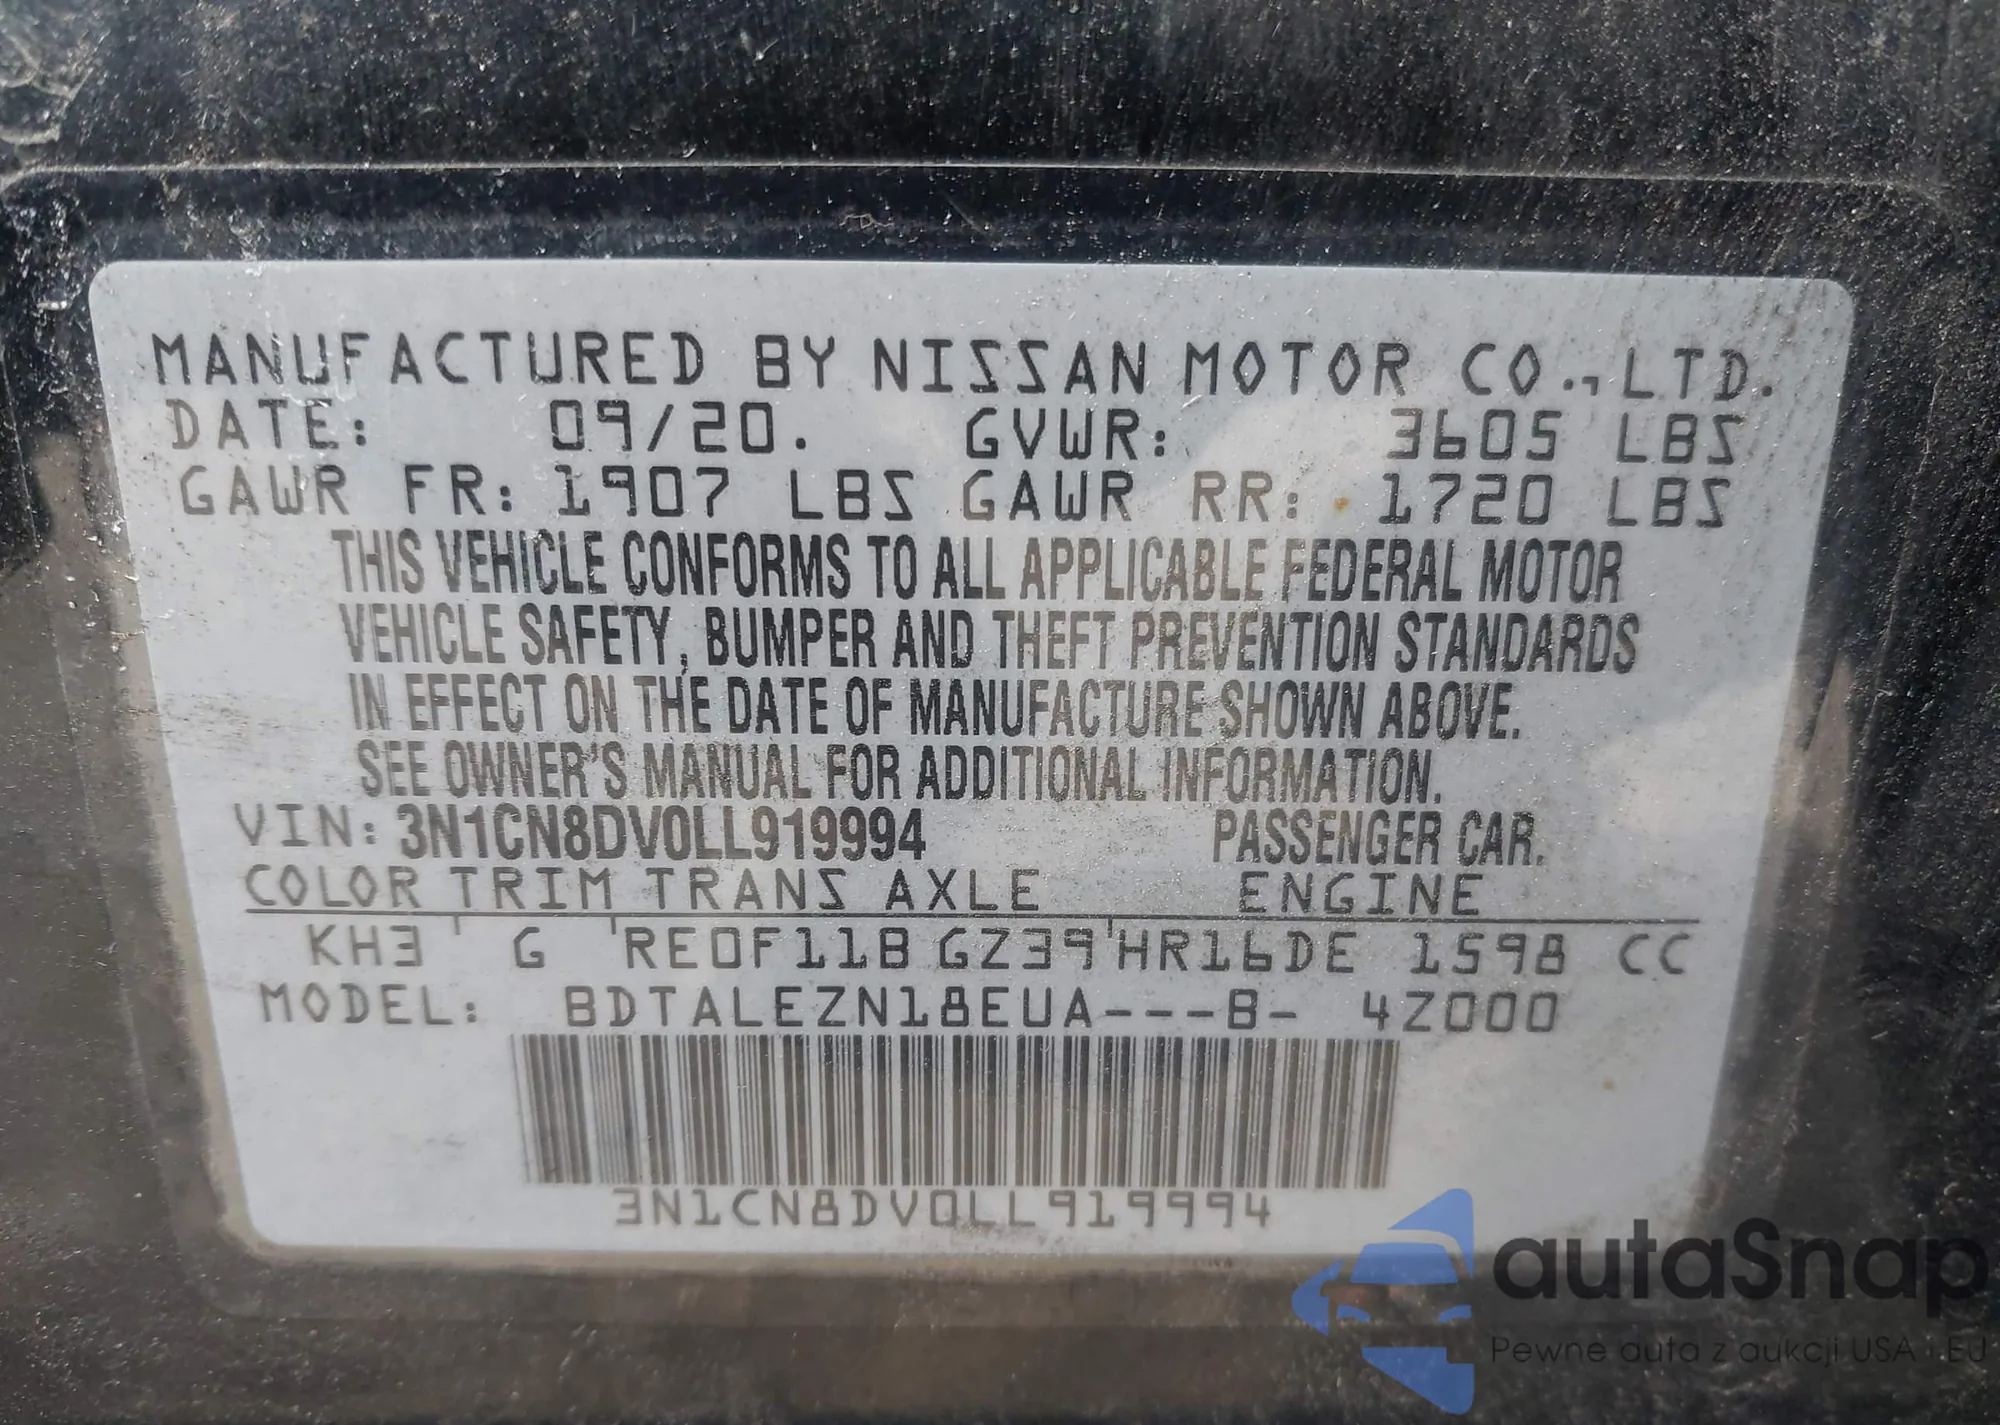 MANUFACTURED BY NISSAN MOTOR CO.,LTD.
DATE: 09/20. GVWR: 3605 LBS
GAWR FR: 1907 LBS GAWR RR: 1720 LBS
THIS VEHICLE CONFORMS TO ALL APPLICABLE FEDERAL MOTOR
VEHICLE SAFETY, BUMPER AND THEFT PREVENTION STANDARDS
IN EFFECT ON THE DATE OF MANUFACTURE SHOWN ABOVE.
SEE OWNER'S MANUAL FOR ADDITIONAL INFORMATION.
VIN: 3N1CN8DV0LL919994 PASSENGER CAR.
COLOR TRIM TRANS AXLE ENGINE
KH3 G RE0F11B GZ39 HR16DE 1598 CC
MODEL: BDTALEZN18EUA---B- 4Z000
3N1CN8DV0LL919994
autaSnap
Pewne auta z aukcji USA i EU